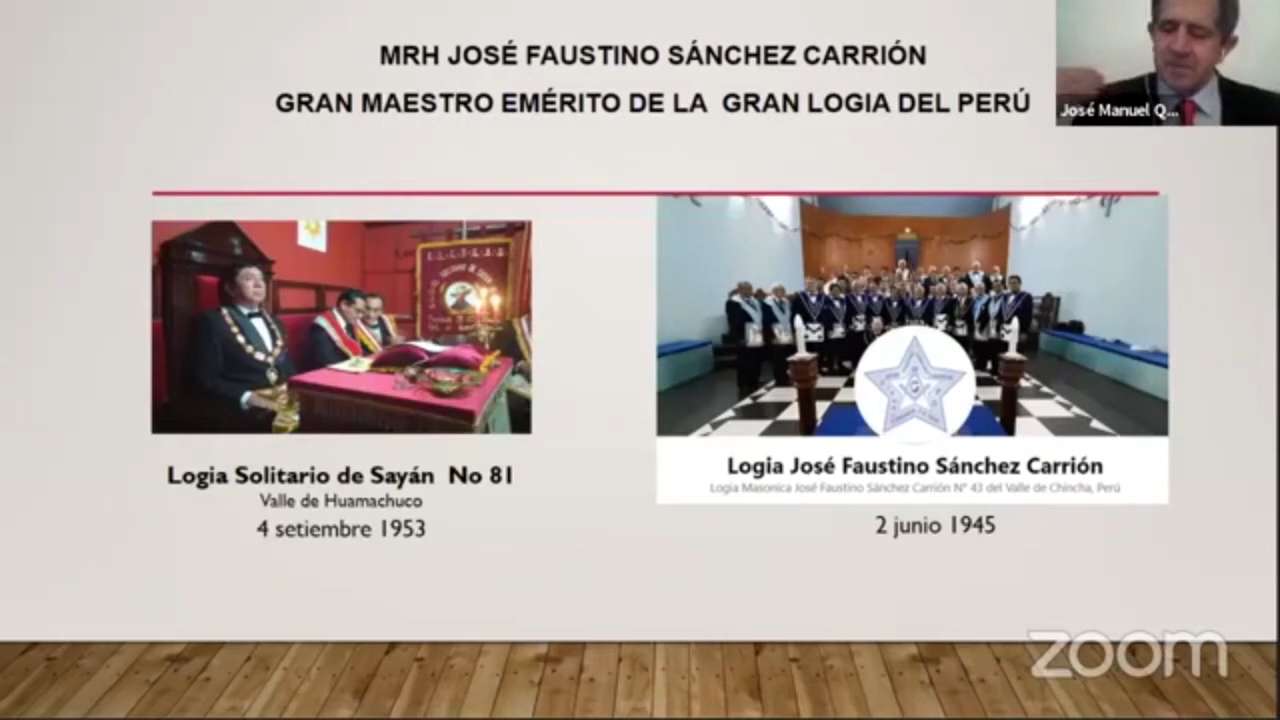 MRH JOSÉ FAUSTINO SÁNCHEZ CARRIÓN
GRAN MAESTRO EMÉRITO DE LA GRAN LOGIA DEL PERÚ
José Manuel Q...
Logia Solitario de Sayán No 81
Valle de Huamachuco
4 setiembre 1953
Logia José Faustino Sánchez Carrión
Logia Masonica José Faustino Sánchez Carrión N° 43 del Valle de Chincha, Perú
2 junio 1945
zoom